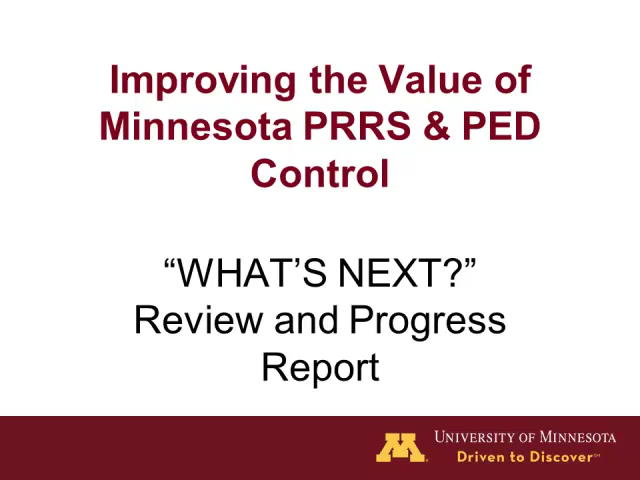 Improving the Value of
Minnesota PRRS & PED
Control
“WHAT’S NEXT?”
Review and Progress
Report
UNIVERSITY OF MINNESOTA
Driven to Discover℠